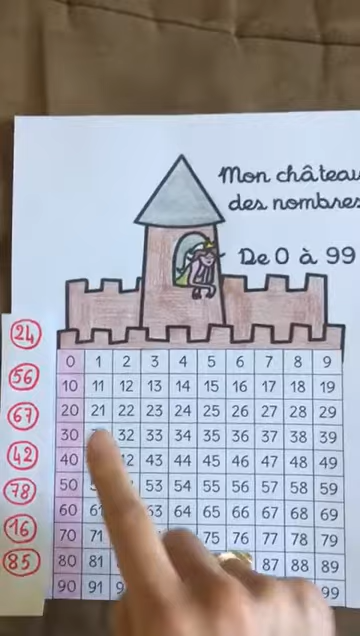 Mon château
des nombres
De 0 à 99
24
56
67
42
78
16
85
0 1 2 3 4 5 6 7 8 9
10 11 12 13 14 15 16 17 18 19
20 21 22 23 24 25 26 27 28 29
30 32 33 34 35 36 37 38 39
40 43 44 45 46 47 48 49
50 53 54 55 56 57 58 59
60 63 64 65 66 67 68 69
70 71 75 76 77 78 79
80 81 87 88 89
90 91 99